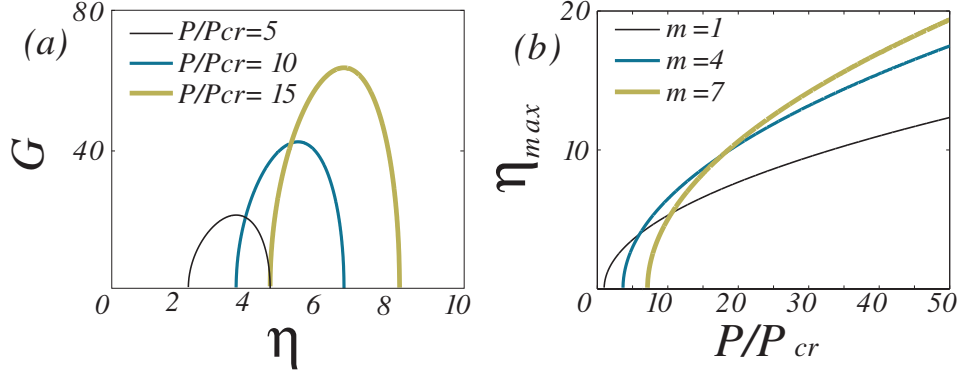 (a)
P/Pcr=5
P/Pcr= 10
P/Pcr= 15
80
40
G
0 2 4 6 8 10
η
(b)
m=1
m=4
m=7
20
10
η max
0 10 20 30 40 50
P/P cr